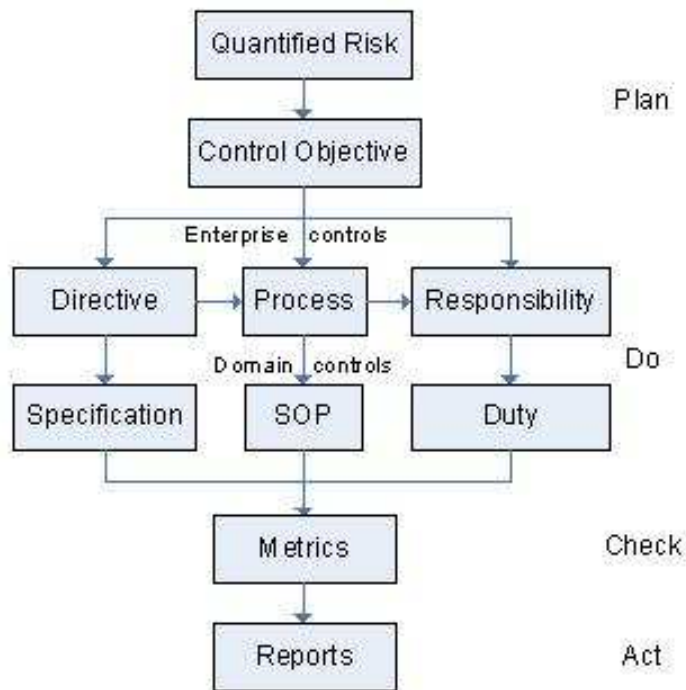 Quantified Risk
Plan
Control Objective
Enterprise controls
Directive
Process
Responsibility
Do
Domain controls
Specification
SOP
Duty
Metrics
Check
Reports
Act